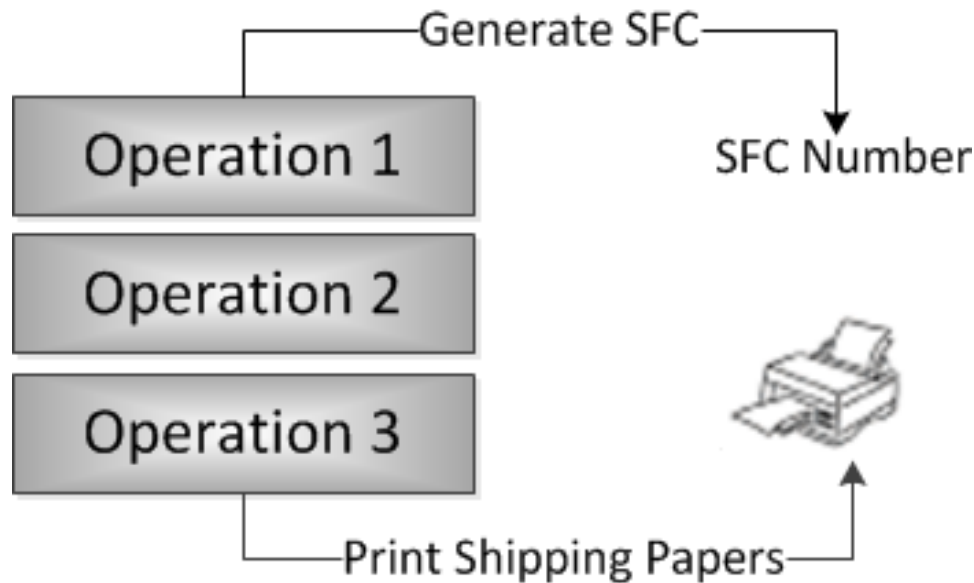 Generate SFC
Operation 1
SFC Number
Operation 2
Operation 3
Print Shipping Papers